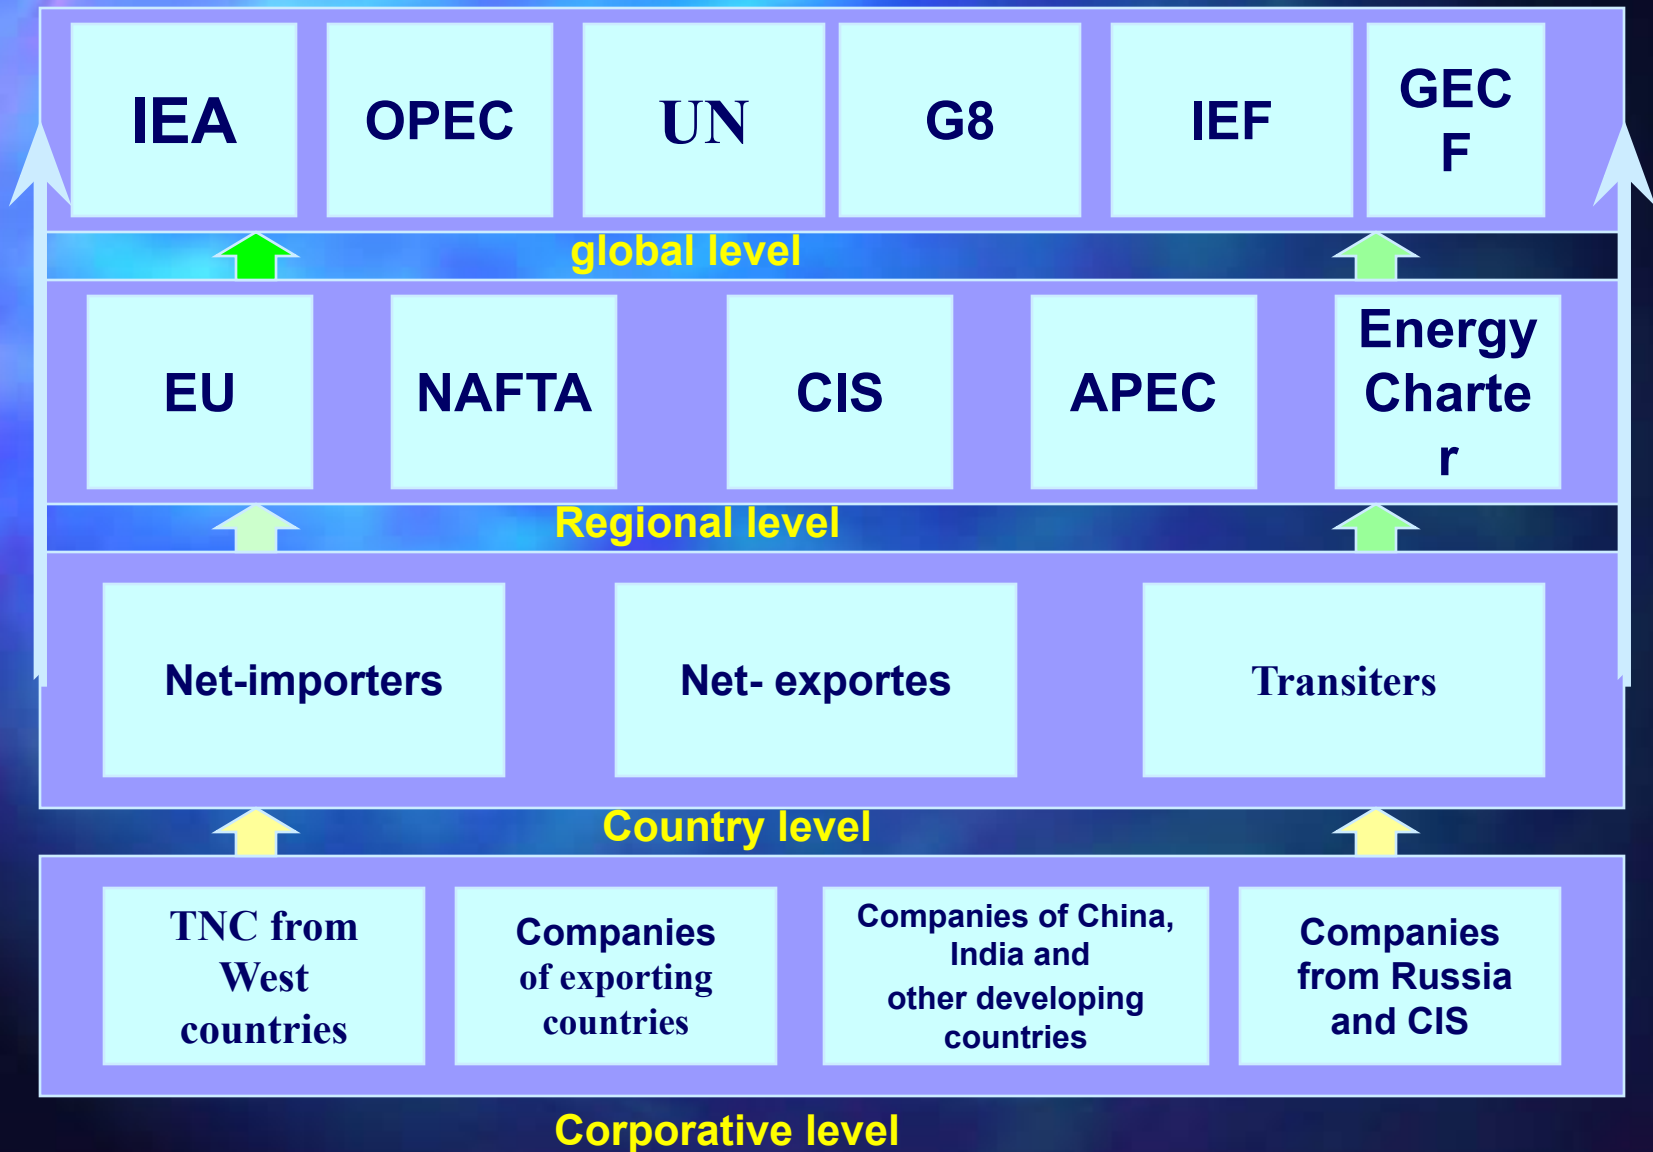 IEA
OPEC
UN
G8
IEF
GEC
F
global level
EU
NAFTA
CIS
APEC
Energy
Charte
r
Regional level
Net-importers
Net- exportes
Transiters
Country level
TNC from
West
countries
Companies
of exporting
countries
Companies of China,
India and
other developing
countries
Companies
from Russia
and CIS
Corporative level